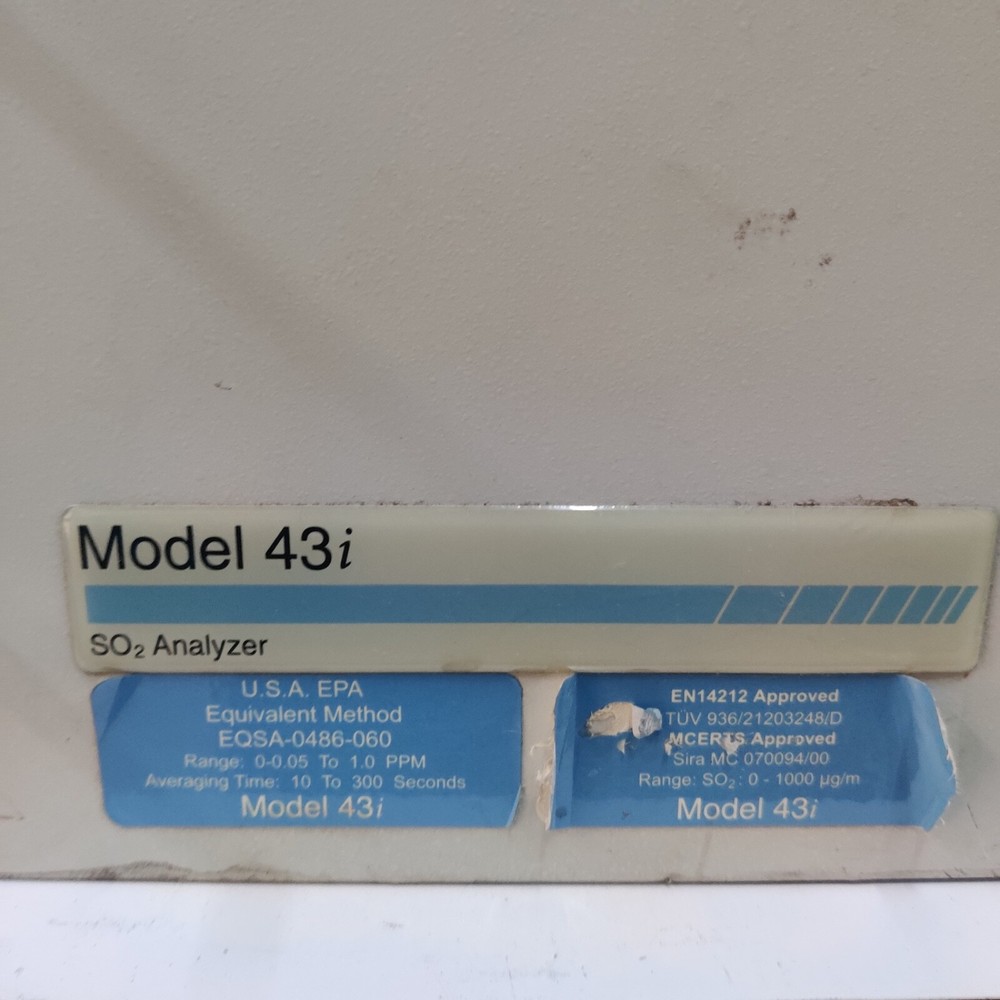 Model 43i
SO₂ Analyzer
U.S.A. EPA
Equivalent Method
EQSA-0486-060
Range: 0-0.05 To 1.0 PPM
Averaging Time: 10 To 300 Seconds
Model 43i
EN14212 Approved
TÜV 936/21203248/D
MCERTS Approved
Sira MC 070094/00
Range: SO₂: 0 - 1000 µg/m
Model 43i